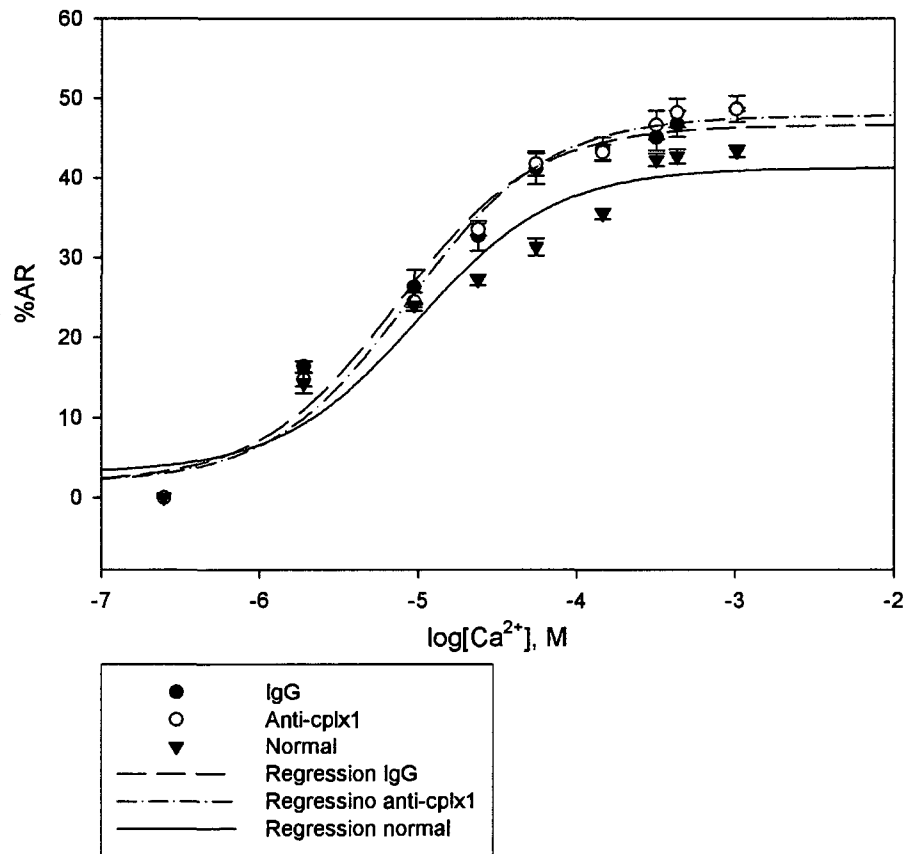 60
50
40
30
20
10
0
%AR
-7 -6 -5 -4 -3 -2
log[Ca²⁺], M
IgG
Anti-cplx1
Normal
Regression IgG
Regressino anti-cplx1
Regression normal